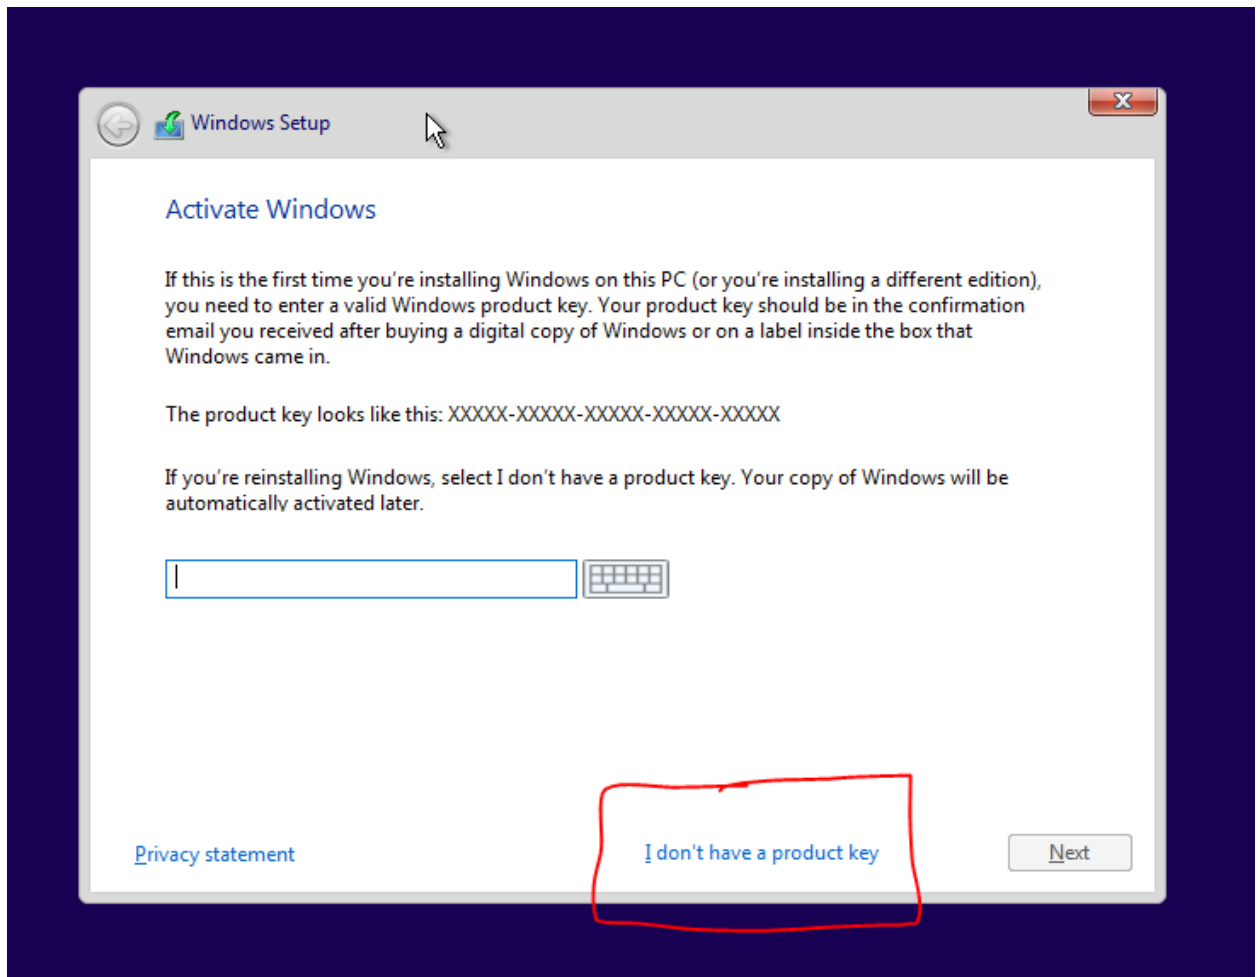 Windows Setup
Activate Windows
If this is the first time you're installing Windows on this PC (or you're installing a different edition),
you need to enter a valid Windows product key. Your product key should be in the confirmation
email you received after buying a digital copy of Windows or on a label inside the box that
Windows came in.
The product key looks like this: XXXXX-XXXXX-XXXXX-XXXXX-XXXXX
If you're reinstalling Windows, select I don't have a product key. Your copy of Windows will be
automatically activated later.
Privacy statement
I don't have a product key
Next